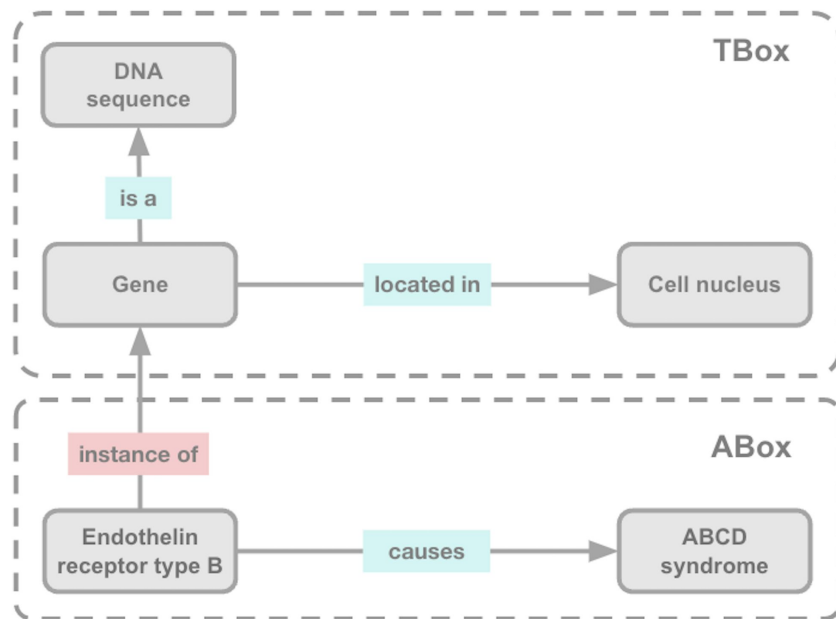 TBox
DNA
sequence
is a
Gene
located in
Cell nucleus
instance of
ABox
Endothelin
receptor type B
causes
ABCD
syndrome